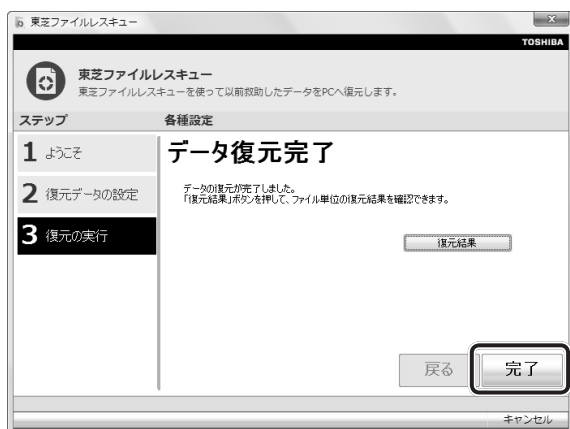 東芝ファイルレスキュー
TOSHIBA
東芝ファイルレスキュー
東芝ファイルレスキューを使って以前救助したデータをPCへ復元します。
ステップ
各種設定
1 ようこそ
2 復元データの設定
3 復元の実行
データ復元完了
データの復元が完了しました。
「復元結果」ボタンを押して、ファイル単位の復元結果を確認できます。
復元結果
戻る
完了
キャンセル